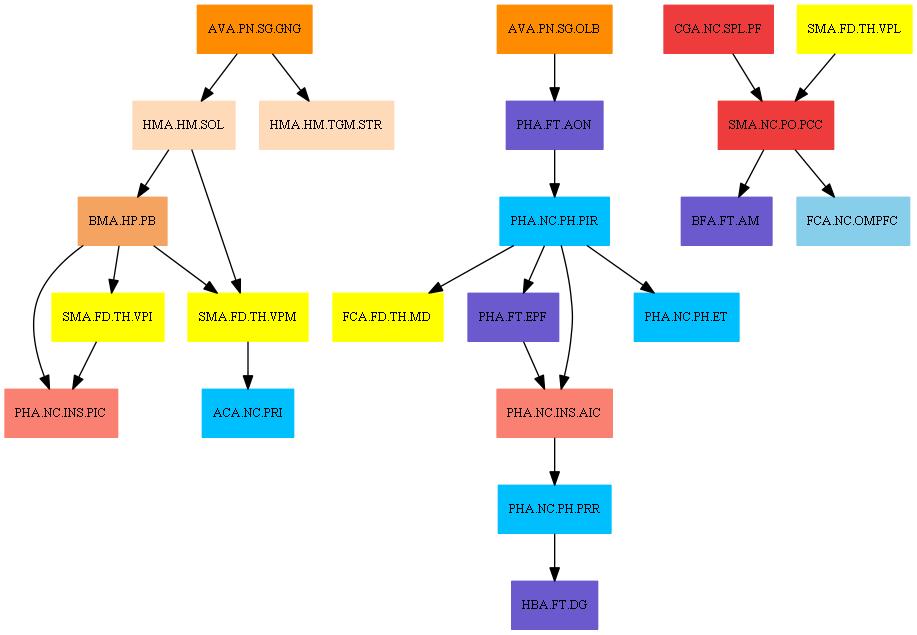 AVA.PN.SG.GNG
AVA.PN.SG.OLB
CGA.NC.SPL.PF
SMA.FD.TH.VPL
HMA.HM.SOL
HMA.HM.TGM.STR
PHA.FT.AON
SMA.NC.PO.PCC
BMA.HP.PB
PHA.NC.PH.PIR
BFA.FT.AM
FCA.NC.OMPFC
SMA.FD.TH.VPI
SMA.FD.TH.VPM
FCA.FD.TH.MD
PHA.FT.EPF
PHA.NC.PH.ET
PHA.NC.INS.PIC
ACA.NC.PRI
PHA.NC.INS.AIC
PHA.NC.PH.PRR
HBA.FT.DG